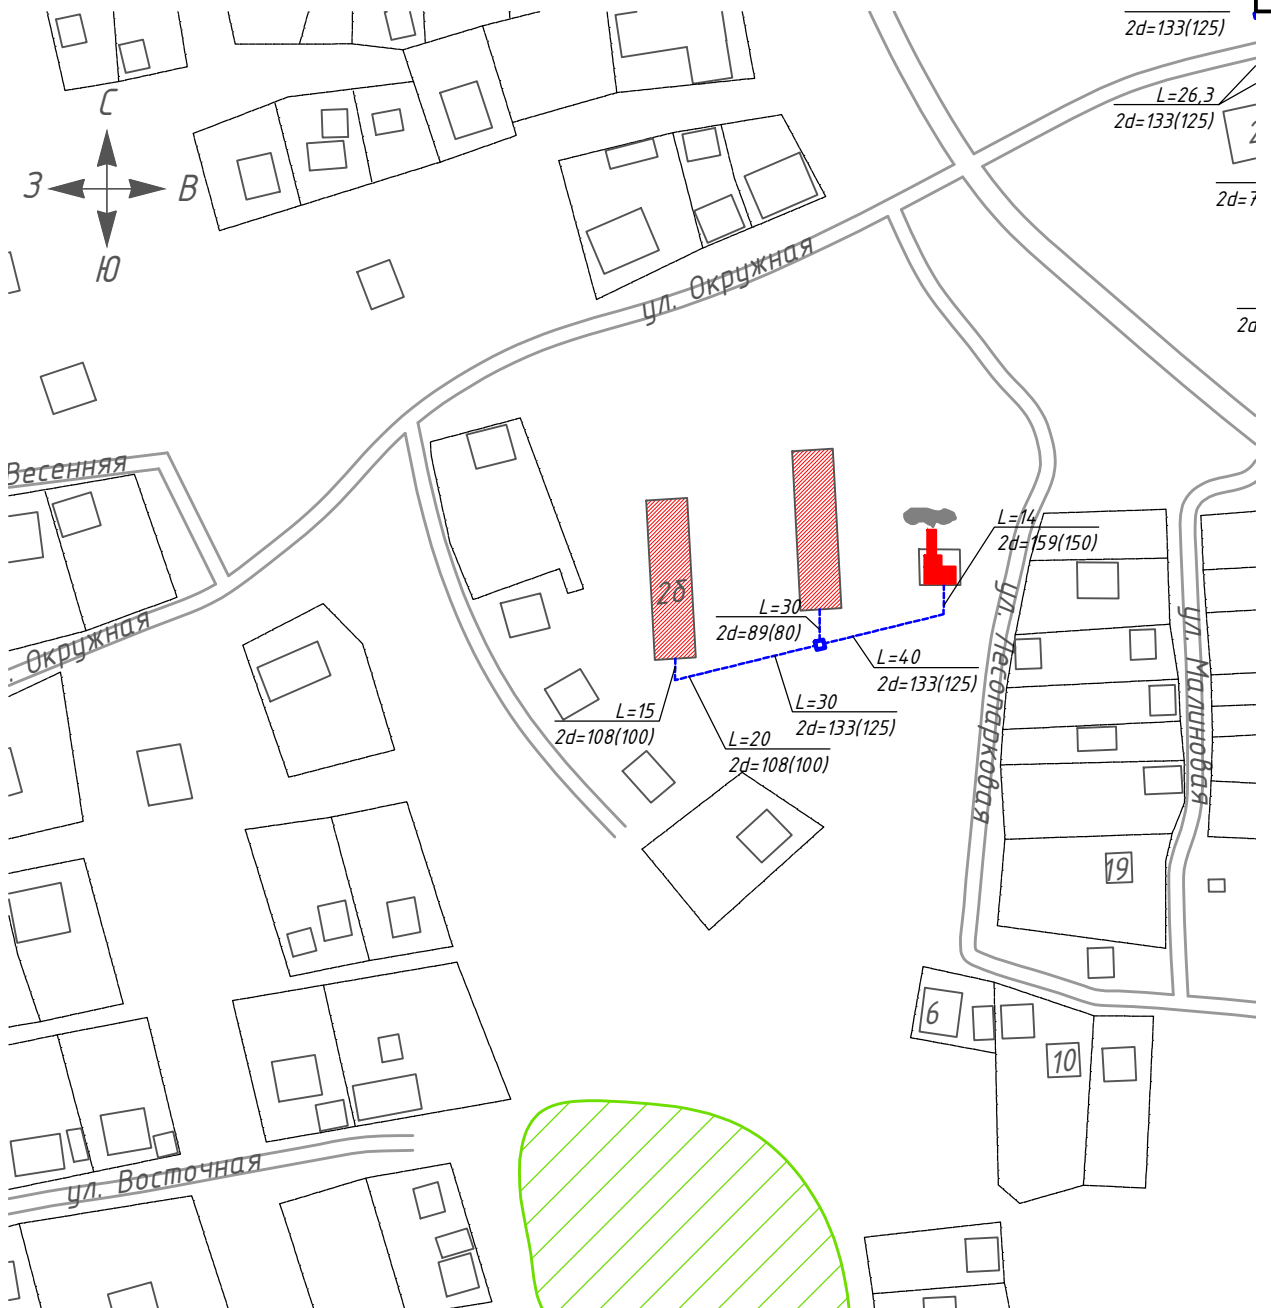 2d=133(125)
L=26,3
2d=133(125)
С
З
В
Ю
ул. Окружная
Весенняя
L=14
2d=159(150)
2б
L=30
2d=89(80)
L=40
2d=133(125)
L=15
2d=108(100)
L=30
2d=133(125)
L=20
2d=108(100)
. Окружная
ул. Лесопарковая
ул. Малиновая
19
6
10
ул. Восточная